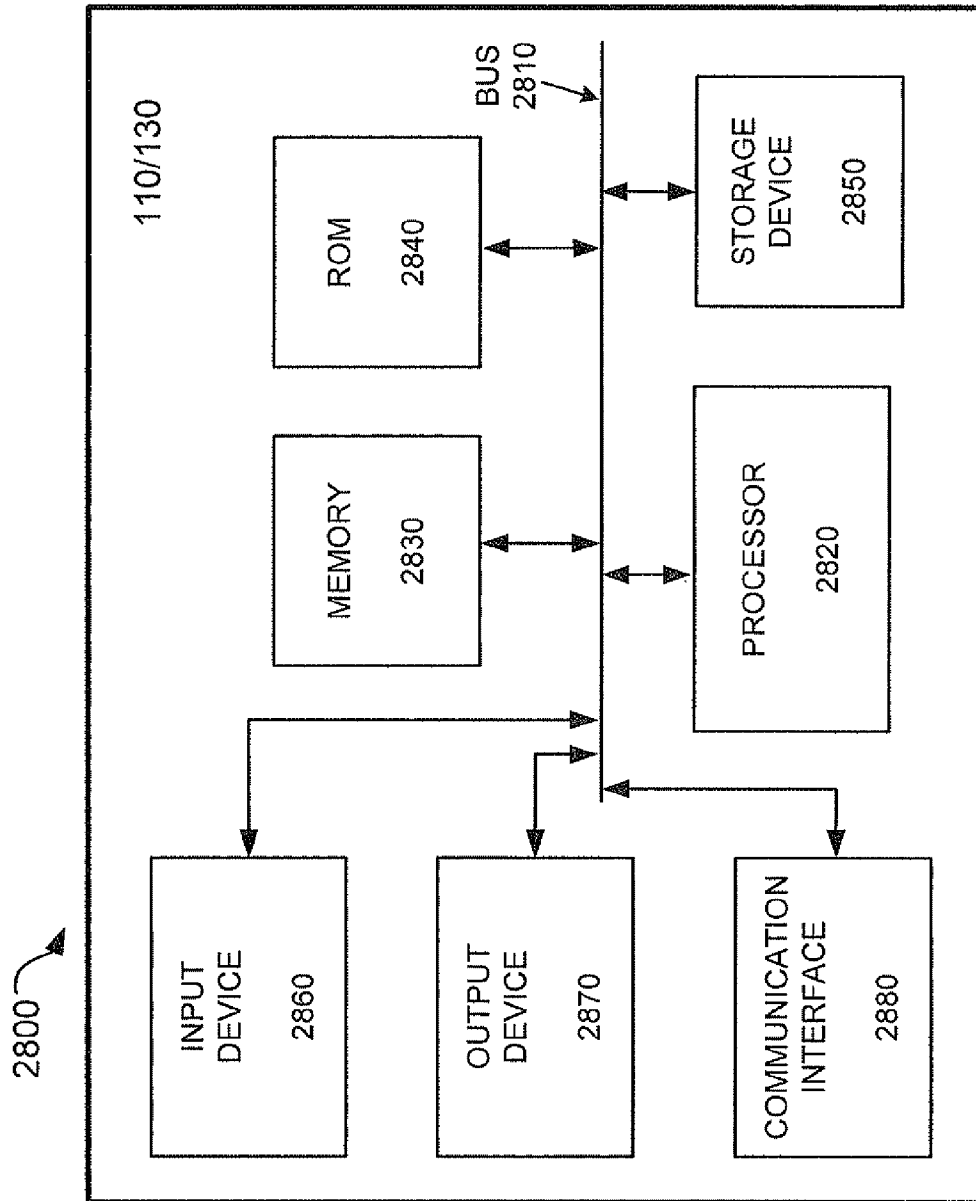 2800
110/130
INPUT
DEVICE
2860
MEMORY
2830
ROM
2840
OUTPUT
DEVICE
2870
BUS
2810
COMMUNICATION
INTERFACE
2880
PROCESSOR
2820
STORAGE
DEVICE
2850